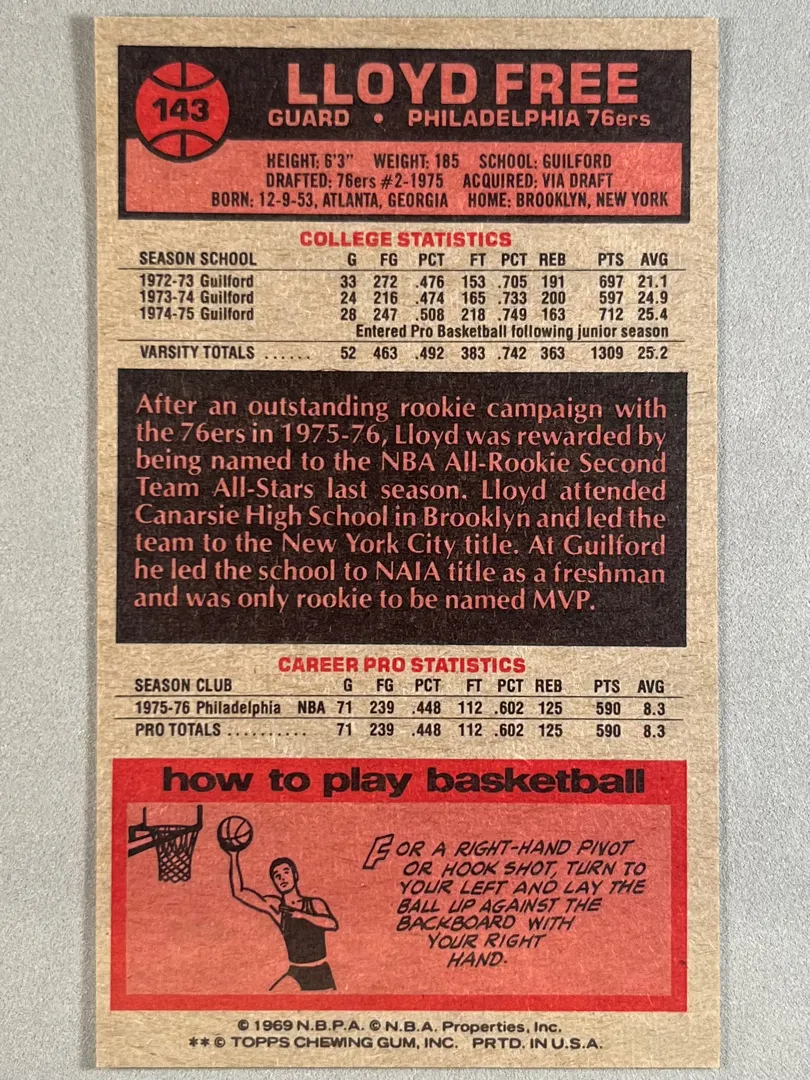 143
LLOYD FREE
GUARD • PHILADELPHIA 76ers
HEIGHT: 6'3" WEIGHT: 185 SCHOOL: GUILFORD
DRAFTED: 76ers #2-1975 ACQUIRED: VIA DRAFT
BORN: 12-9-53, ATLANTA, GEORGIA HOME: BROOKLYN, NEW YORK
COLLEGE STATISTICS
SEASON SCHOOL G FG PCT FT PCT REB PTS AVG
1972-73 Guilford 33 272 .476 153 .705 191 697 21.1
1973-74 Guilford 24 216 .474 165 .733 200 597 24.9
1974-75 Guilford 28 247 .508 218 .749 163 712 25.4
Entered Pro Basketball following junior season
VARSITY TOTALS ...... 52 463 .492 383 .742 363 1309 25.2
After an outstanding rookie campaign with
the 76ers in 1975-76, Lloyd was rewarded by
being named to the NBA All-Rookie Second
Team All-Stars last season. Lloyd attended
Canarsie High School in Brooklyn and led the
team to the New York City title. At Guilford
he led the school to NAIA title as a freshman
and was only rookie to be named MVP.
CAREER PRO STATISTICS
SEASON CLUB G FG PCT FT PCT REB PTS AVG
1975-76 Philadelphia NBA 71 239 .448 112 .602 125 590 8.3
PRO TOTALS .......... 71 239 .448 112 .602 125 590 8.3
how to play basketball
FOR A RIGHT-HAND PIVOT
OR HOOK SHOT, TURN TO
YOUR LEFT AND LAY THE
BALL UP AGAINST THE
BACKBOARD WITH
YOUR RIGHT
HAND.
© 1969 N.B.P.A. © N.B.A. Properties, Inc.
** © TOPPS CHEWING GUM, INC. PRTD. IN U.S.A.